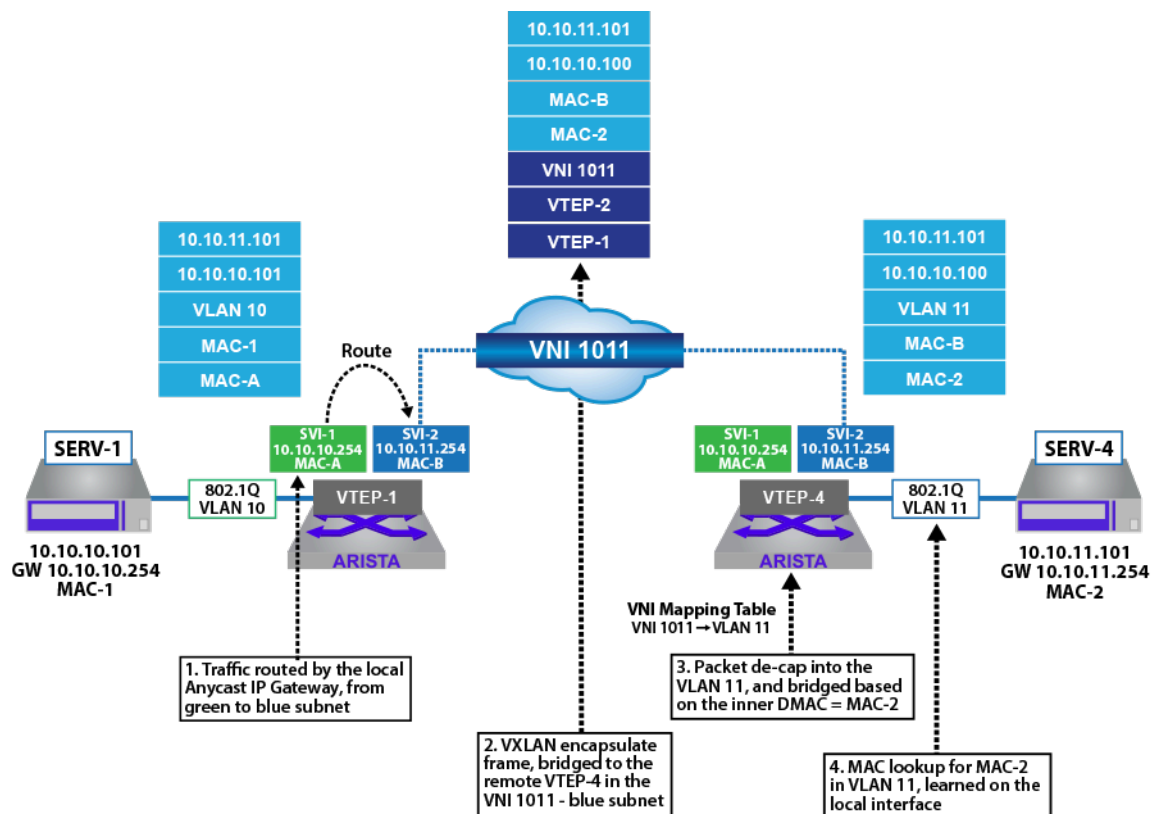 10.10.11.101
10.10.10.100
MAC-B
MAC-2
VNI 1011
VTEP-2
VTEP-1
10.10.11.101
10.10.10.101
VLAN 10
MAC-1
MAC-A
10.10.11.101
10.10.10.100
VLAN 11
MAC-B
MAC-2
Route
VNI 1011
SERV-1
SVI-1
10.10.10.254
MAC-A
SVI-2
10.10.11.254
MAC-B
SVI-1
10.10.10.254
MAC-A
SVI-2
10.10.11.254
MAC-B
SERV-4
802.1Q
VLAN 10
VTEP-1
ARISTA
VTEP-4
ARISTA
802.1Q
VLAN 11
10.10.10.101
GW 10.10.10.254
MAC-1
10.10.11.101
GW 10.10.11.254
MAC-2
VNI Mapping Table
VNI 1011→VLAN 11
1. Traffic routed by the local
Anycast IP Gateway, from
green to blue subnet
2. VXLAN encapsulate
frame, bridged to the
remote VTEP-4 in the
VNI 1011 - blue subnet
3. Packet de-cap into the
VLAN 11, and bridged based
on the inner DMAC = MAC-2
4. MAC lookup for MAC-2
in VLAN 11, learned on the
local interface